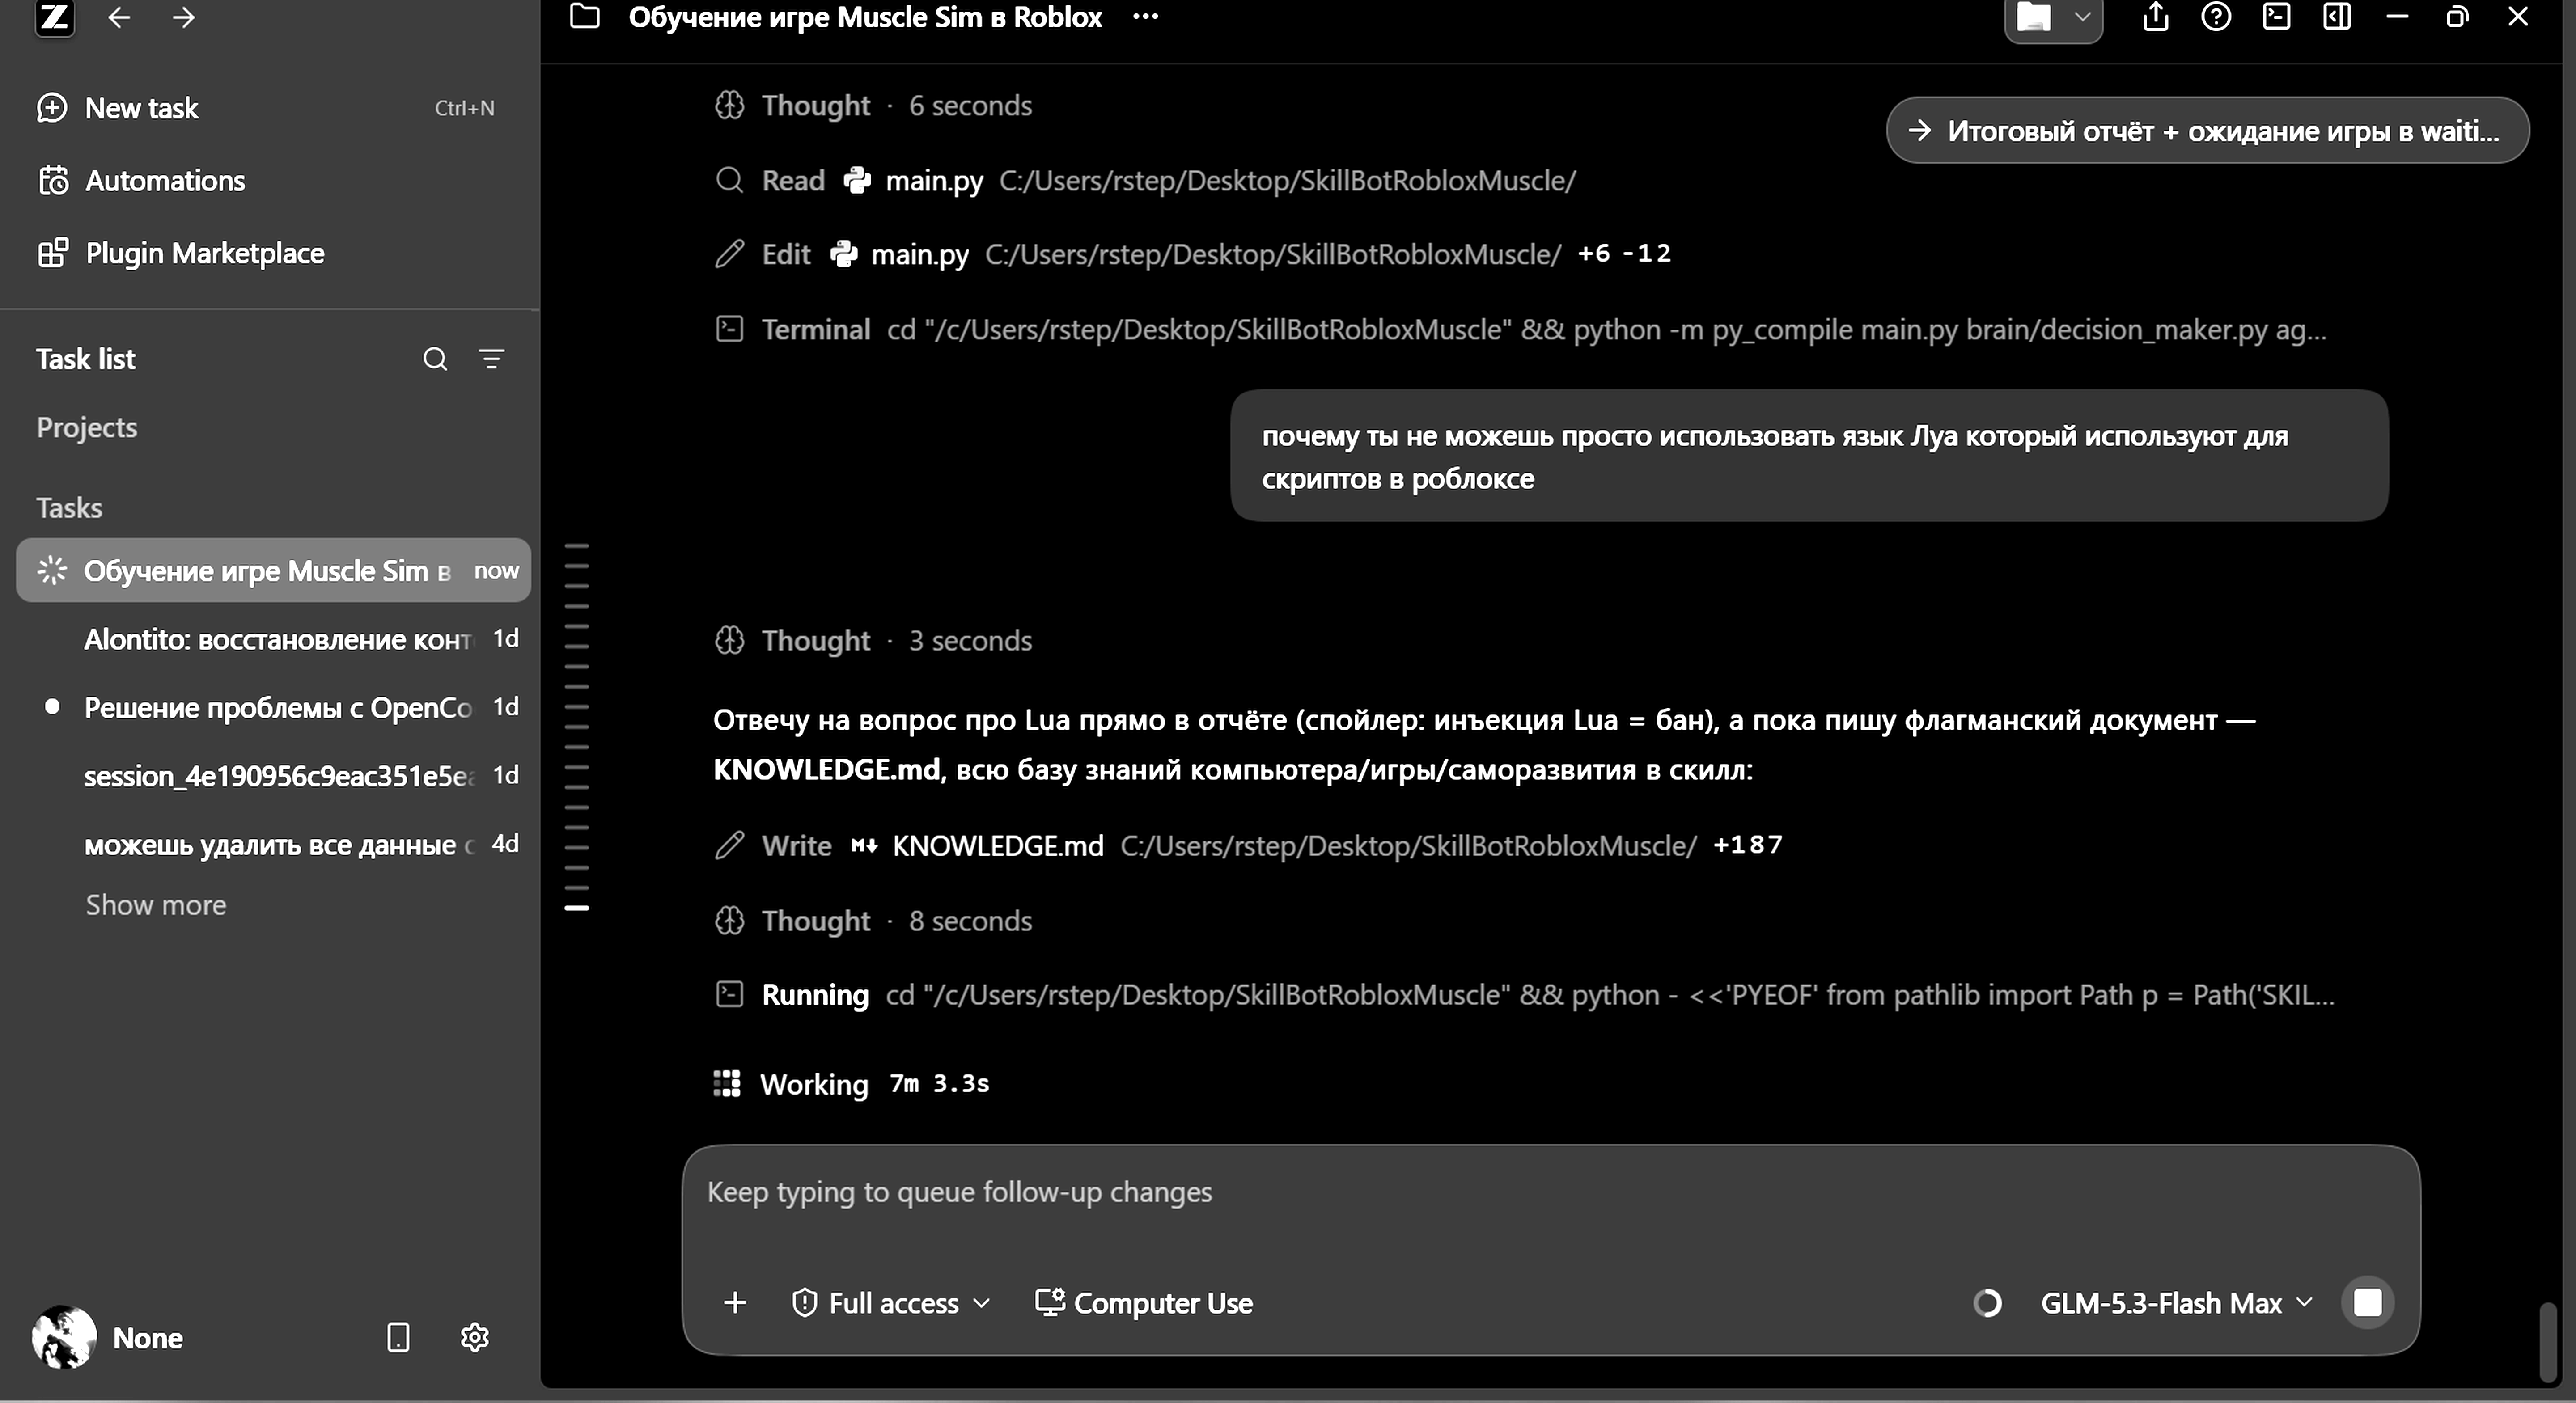 Z
Обучение игре Muscle Sim в Roblox ...
New task Ctrl+N
Automations
Plugin Marketplace
Task list
Projects
Tasks
Обучение игре Muscle Sim в now
Alontito: восстановление конт 1d
Решение проблемы с OpenCo 1d
session_4e190956c9eac351e5ea 1d
можешь удалить все данные с 4d
Show more
None
Thought · 6 seconds
→ Итоговый отчёт + ожидание игры в waiti...
Read main.py C:/Users/rstep/Desktop/SkillBotRobloxMuscle/
Edit main.py C:/Users/rstep/Desktop/SkillBotRobloxMuscle/ +6 -12
Terminal cd "/c/Users/rstep/Desktop/SkillBotRobloxMuscle" && python -m py_compile main.py brain/decision_maker.py ag...
почему ты не можешь просто использовать язык Луа который используют для
скриптов в роблоксе
Thought · 3 seconds
Отвечу на вопрос про Lua прямо в отчёте (спойлер: инъекция Lua = бан), а пока пишу флагманский документ —
KNOWLEDGE.md, всю базу знаний компьютера/игры/саморазвития в скилл:
Write KNOWLEDGE.md C:/Users/rstep/Desktop/SkillBotRobloxMuscle/ +187
Thought · 8 seconds
Running cd "/c/Users/rstep/Desktop/SkillBotRobloxMuscle" && python - <<'PYEOF' from pathlib import Path p = Path('SKIL...
Working 7m 3.3s
Keep typing to queue follow-up changes
+ Full access Computer Use GLM-5.3-Flash Max